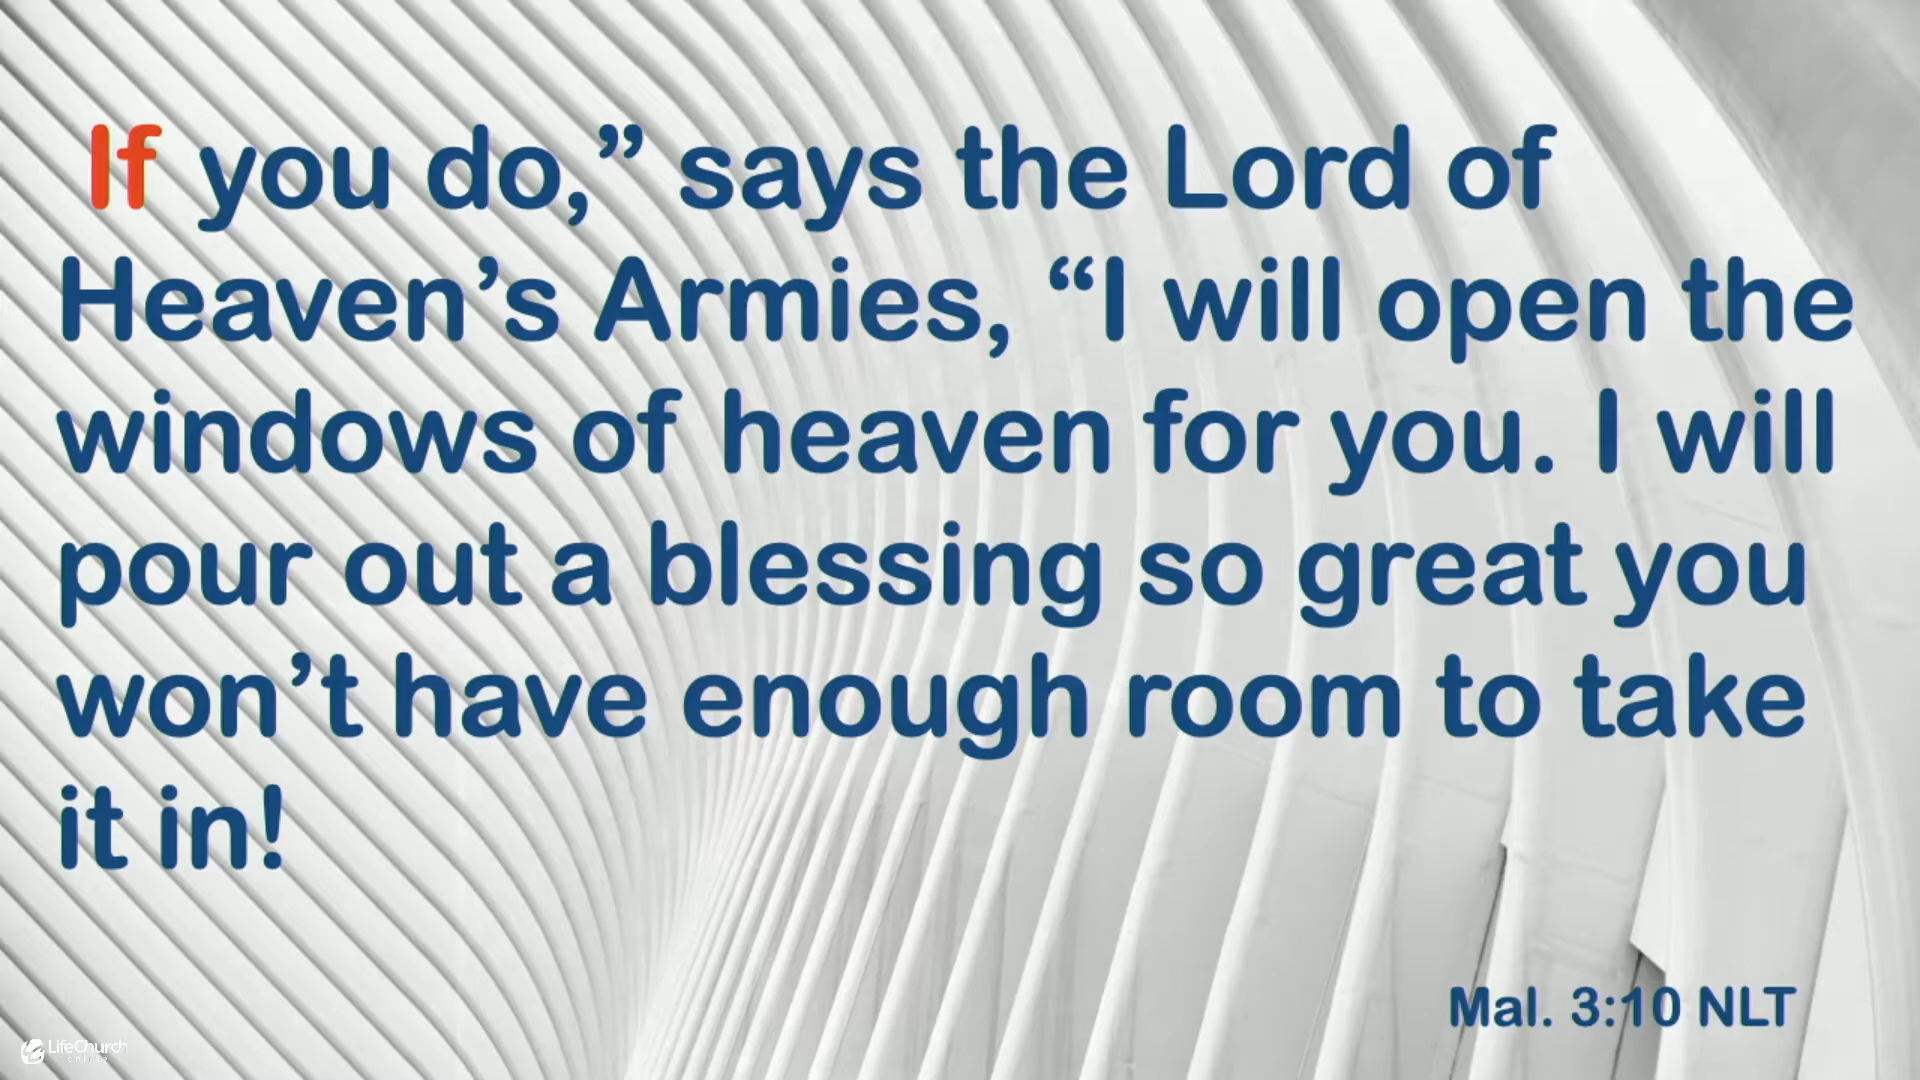 If you do,” says the Lord of
Heaven’s Armies, “I will open the
windows of heaven for you. I will
pour out a blessing so great you
won’t have enough room to take
it in!
Mal. 3:10 NLT
LifeChurch
online